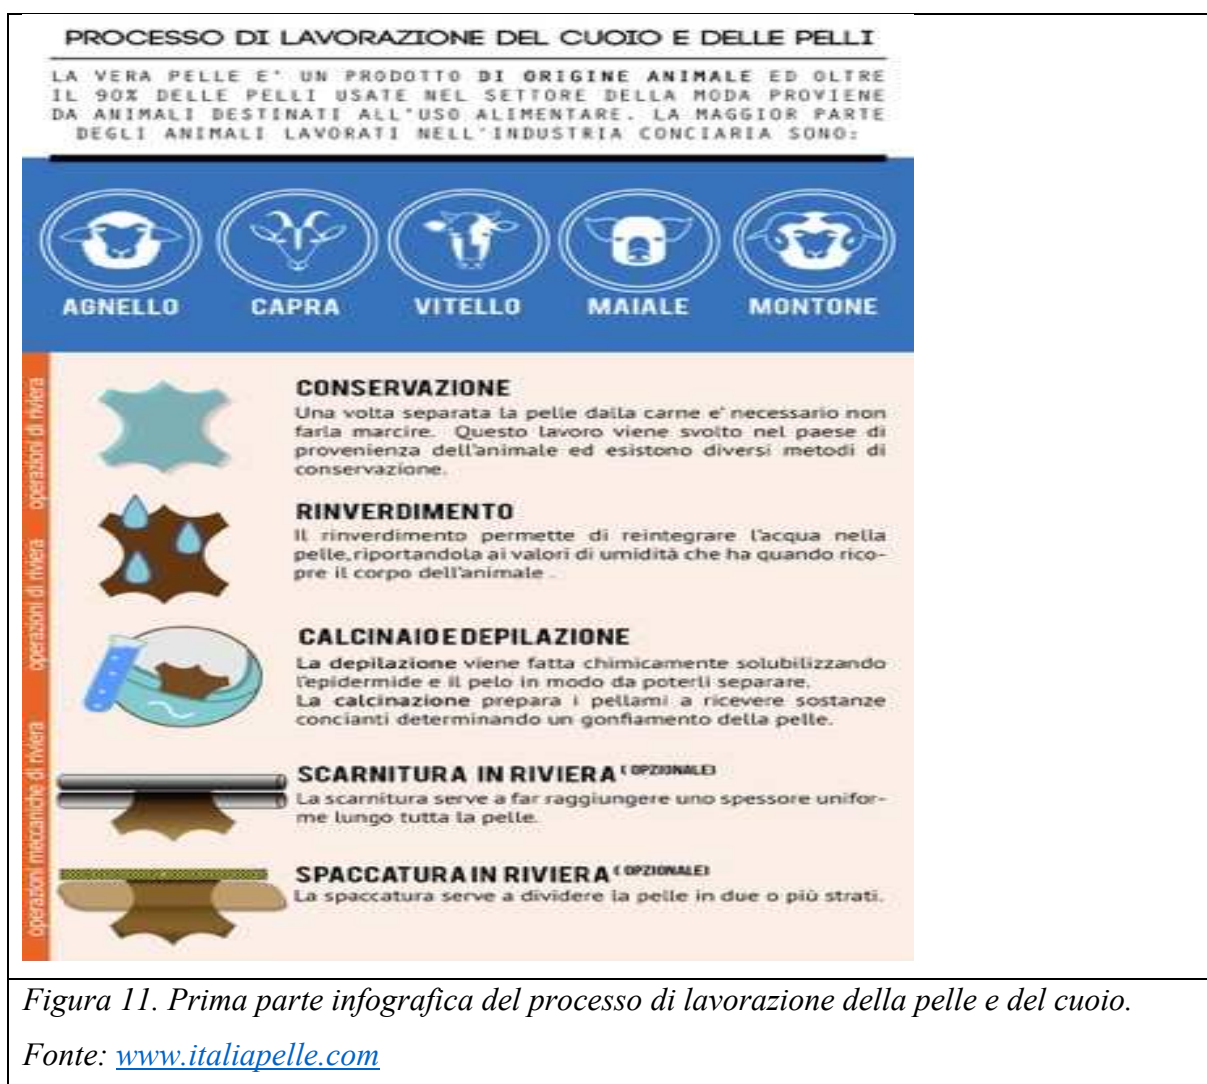 PROCESSO DI LAVORAZIONE DEL CUOIO E DELLE PELLI
LA VERA PELLE E' UN PRODOTTO DI ORIGINE ANIMALE ED OLTRE
IL 90% DELLE PELLI USATE NEL SETTORE DELLA MODA PROVIENE
DA ANIMALI DESTINATI ALL'USO ALIMENTARE. LA MAGGIOR PARTE
DEGLI ANIMALI LAVORATI NELL'INDUSTRIA CONCIARIA SONO:
AGNELLO CAPRA VITELLO MAIALE MONTONE
operazioni di riviera
CONSERVAZIONE
Una volta separata la pelle dalla carne e' necessario non
farla marcire. Questo lavoro viene svolto nel paese di
provenienza dell'animale ed esistono diversi metodi di
conservazione.
RINVERDIMENTO
Il rinverdimento permette di reintegrare l'acqua nella
pelle, riportandola ai valori di umidità che ha quando rico-
pre il corpo dell'animale .
operazioni di riviera
CALCINAIO E DEPILAZIONE
La depilazione viene fatta chimicamente solubilizzando
l'epidermide e il pelo in modo da poterli separare.
La calcinazione prepara i pellami a ricevere sostanze
concianti determinando un gonfiamento della pelle.
operazioni meccaniche di riviera
SCARNITURA IN RIVIERA ( OPZIONALE)
La scarnitura serve a far raggiungere uno spessore unifor-
me lungo tutta la pelle.
SPACCATURA IN RIVIERA ( OPZIONALE)
La spaccatura serve a dividere la pelle in due o più strati.
Figura 11. Prima parte infografica del processo di lavorazione della pelle e del cuoio.
Fonte: www.italiapelle.com